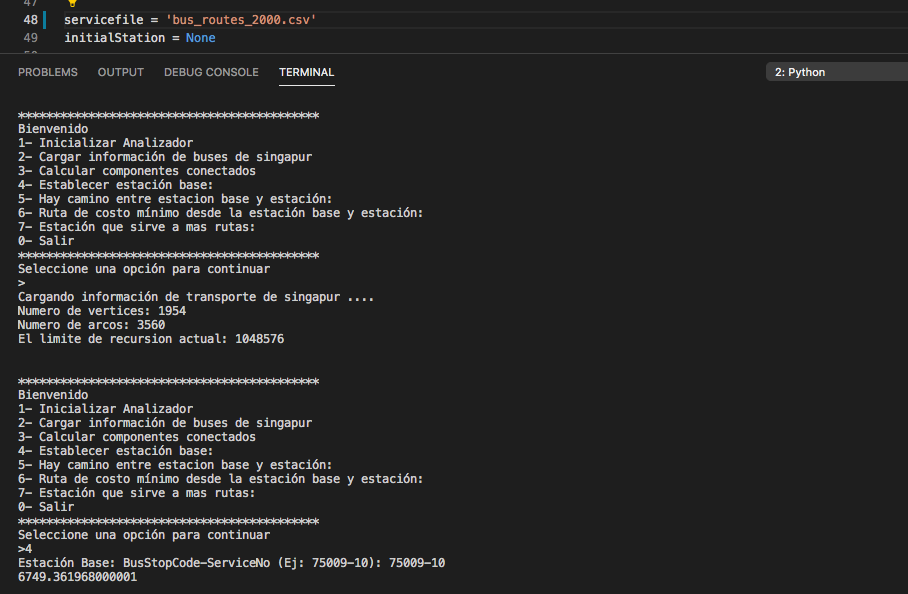 47
48 servicefile = 'bus_routes_2000.csv'
49 initialStation = None
PROBLEMS OUTPUT DEBUG CONSOLE TERMINAL 2: Python
*******************************************
Bienvenido
1- Inicializar Analizador
2- Cargar información de buses de singapur
3- Calcular componentes conectados
4- Establecer estación base:
5- Hay camino entre estacion base y estación:
6- Ruta de costo mínimo desde la estación base y estación:
7- Estación que sirve a mas rutas:
0- Salir
*******************************************
Seleccione una opción para continuar
>
Cargando información de transporte de singapur ....
Numero de vertices: 1954
Numero de arcos: 3560
El limite de recursion actual: 1048576
*******************************************
Bienvenido
1- Inicializar Analizador
2- Cargar información de buses de singapur
3- Calcular componentes conectados
4- Establecer estación base:
5- Hay camino entre estacion base y estación:
6- Ruta de costo mínimo desde la estación base y estación:
7- Estación que sirve a mas rutas:
0- Salir
*******************************************
Seleccione una opción para continuar
>4
Estación Base: BusStopCode-ServiceNo (Ej: 75009-10): 75009-10
6749.361968000001